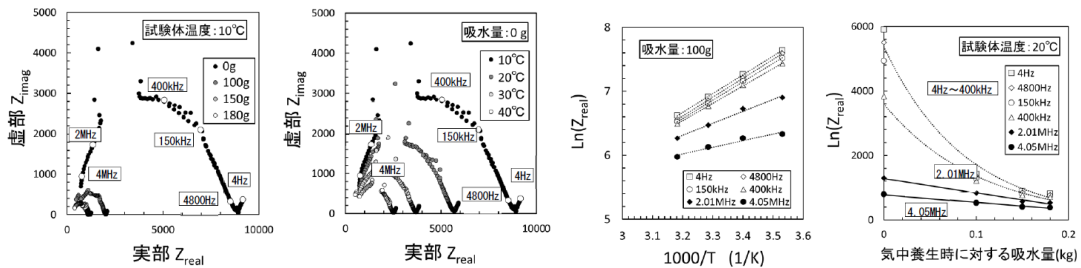 試験体温度:10℃
0g
100g
150g
180g
400kHz
2MHz
150kHz
4MHz
4Hz
4800Hz
虚部 Zimag
5000
4000
3000
2000
1000
0
0 5000 10000
実部 Zreal
吸水量:0 g
10℃
20℃
30℃
40℃
400kHz
2MHz
150kHz
4MHz
4Hz
4800Hz
虚部 Zimag
5000
4000
3000
2000
1000
0
0 5000 10000
実部 Zreal
吸水量:100g
Ln(Zreal)
8
7
6
5
4Hz 4800Hz
150kHz 400kHz
2.01MHz 4.05MHz
3 3.1 3.2 3.3 3.4 3.5 3.6
1000/T (1/K)
試験体温度:20℃
4Hz
4800Hz
150kHz
400kHz
2.01MHz
4.05MHz
4Hz~400kHz
2.01MHz
4.05MHz
Ln(Zreal)
6000
4000
2000
0
0 0.1 0.2
気中養生時に対する吸水量(kg)